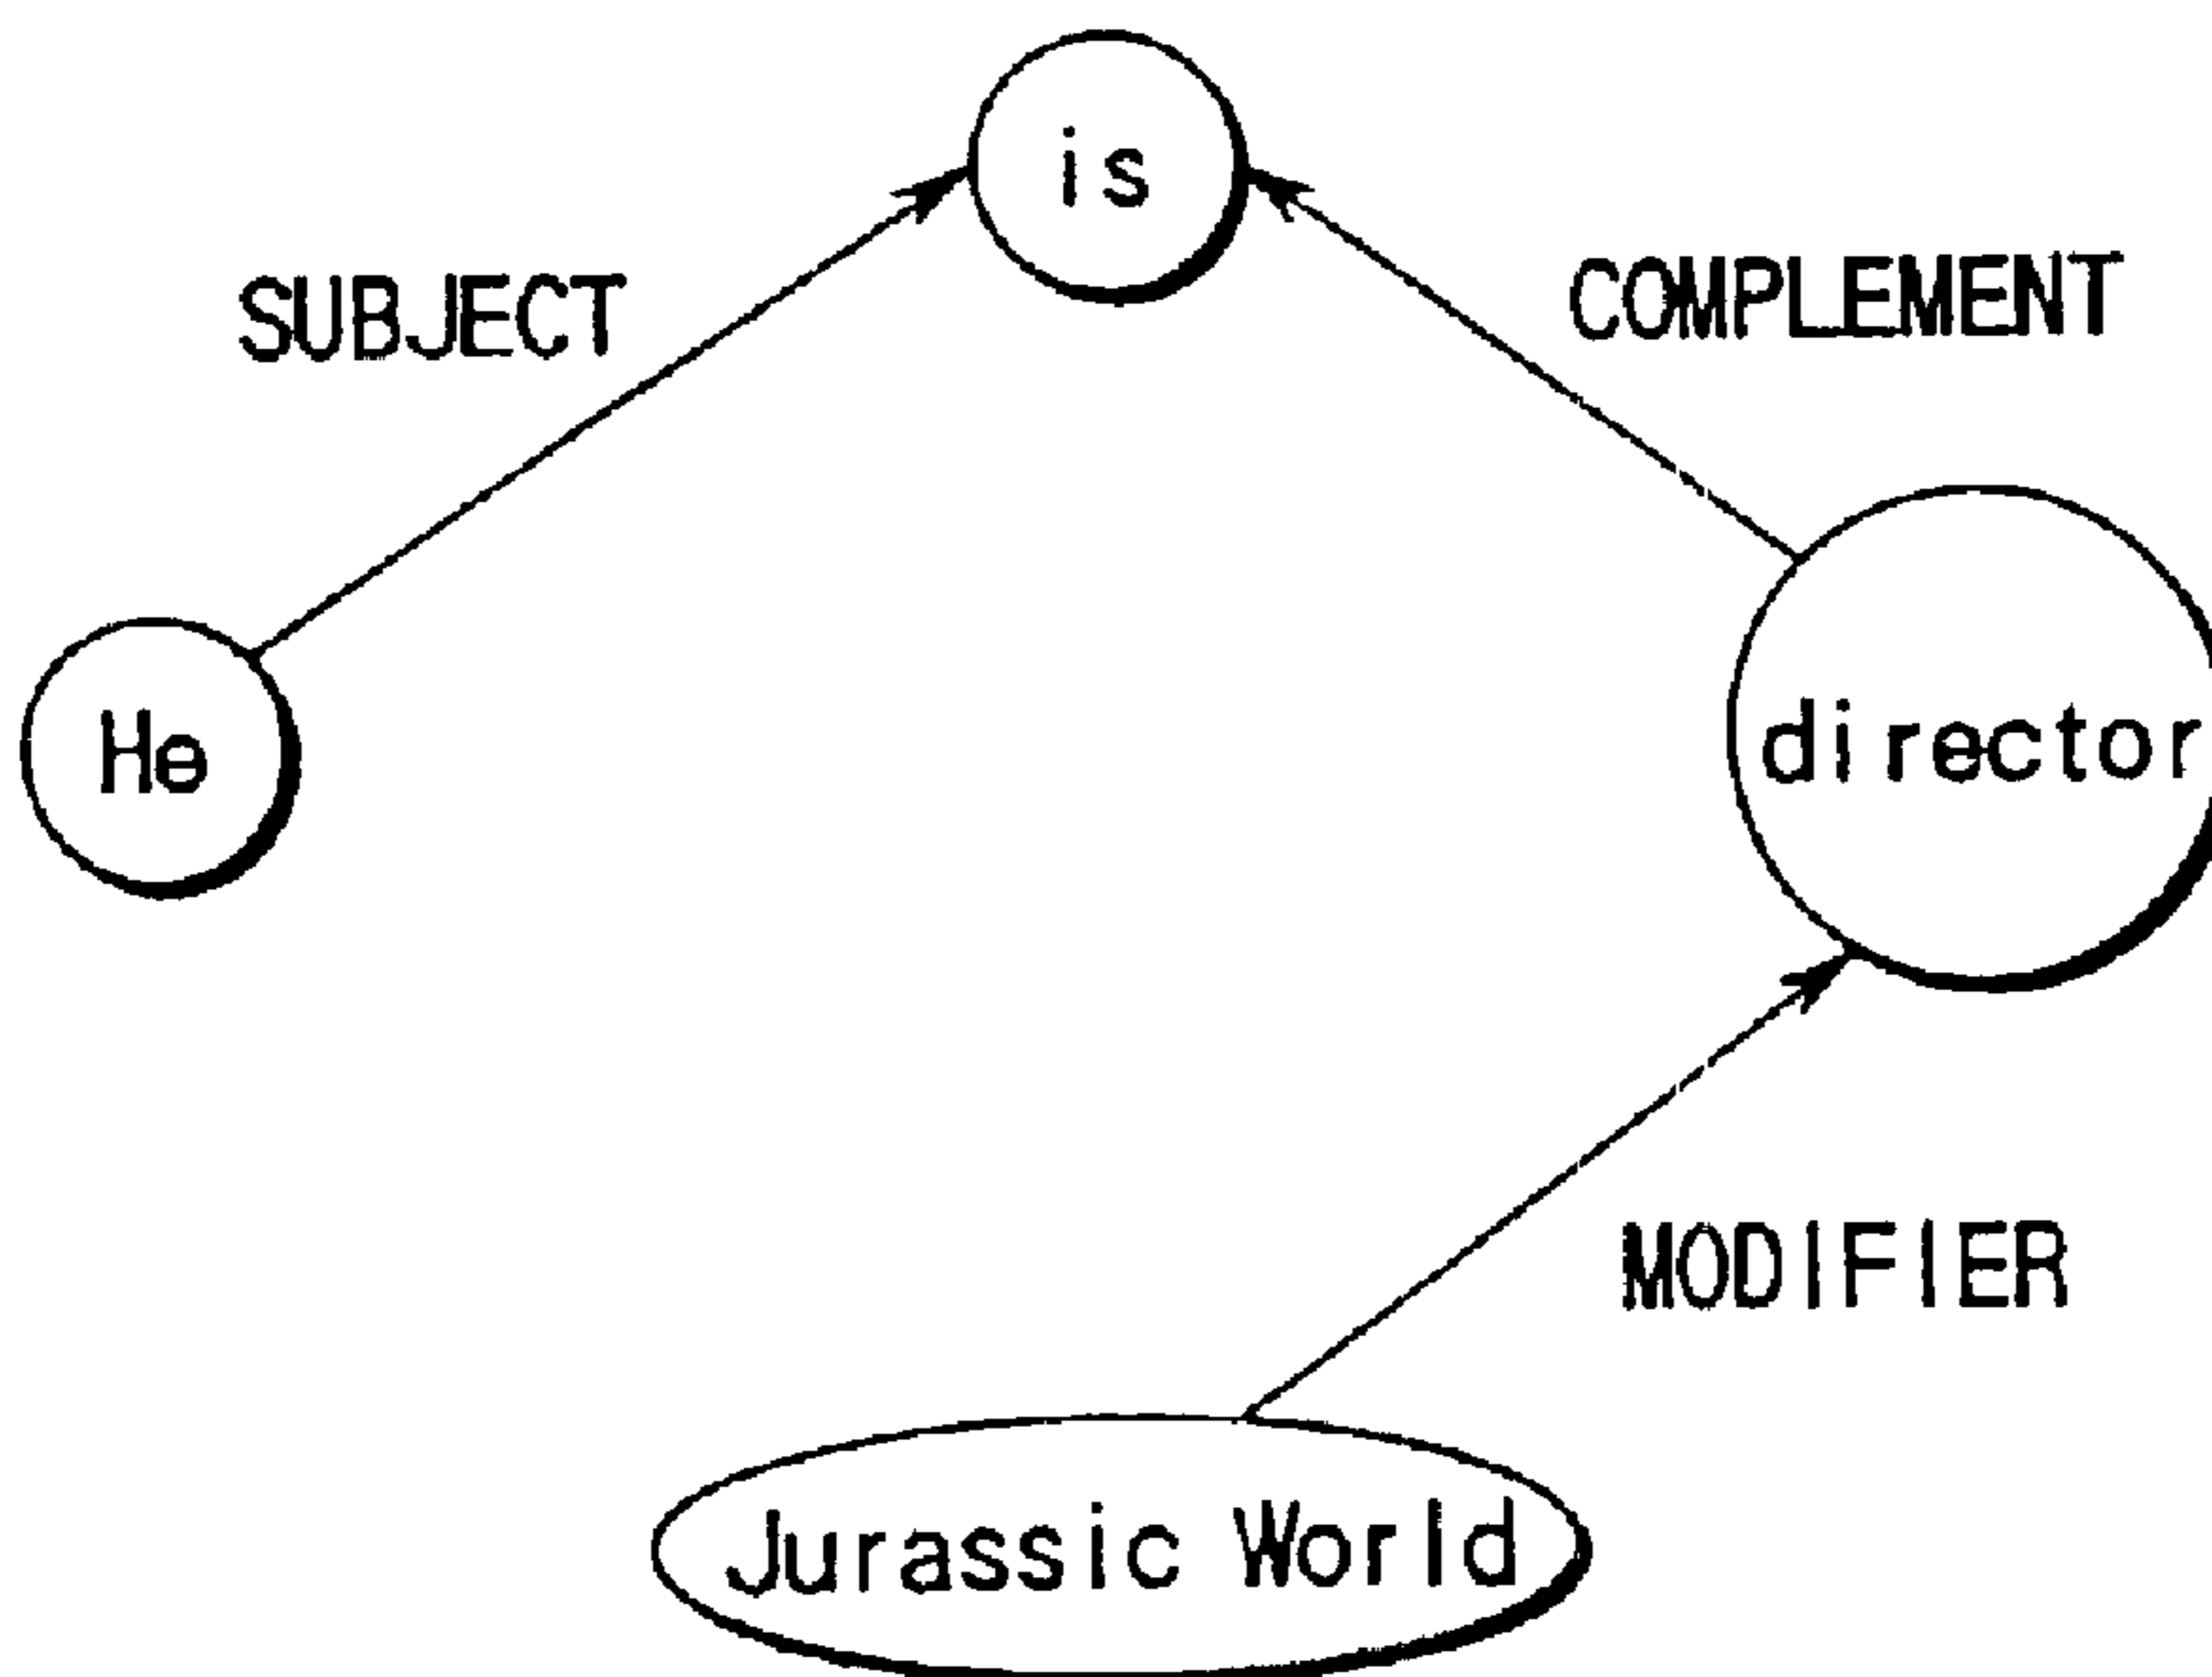 is
SUBJECT
COMPLEMENT
He
director
MODIFIER
Jurassic World